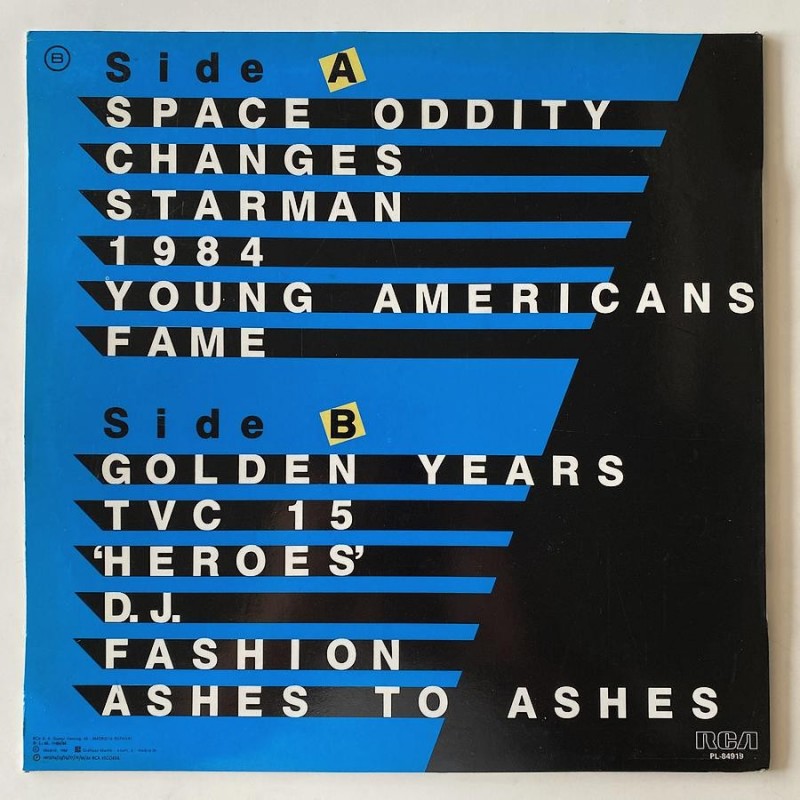 B
Side A
SPACE ODDITY
CHANGES
STARMAN
1984
YOUNG AMERICANS
FAME
Side B
GOLDEN YEARS
TVC 15
‘HEROES’
D.J.
FASHION
ASHES TO ASHES
RCA
PL-84919